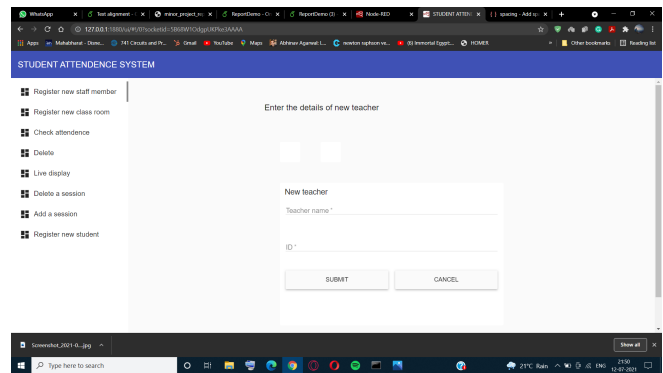 WhatsApp
Text alignment -
minor_project_re
ReportDemo - O
ReportDemo (3)
Node-RED
STUDENT ATTEN
{ } spacing - Add sp
127.0.0.1:1880/ui/#!/0?socketid=
Apps
Mahabharat - Disne...
741 Circuits and Pr...
Gmail
YouTube
Maps
Abhinav Agarwal: I...
newton raphson ve...
(6) Immortal Egypt...
HOMER
»
Other bookmarks
Reading list
STUDENT ATTENDENCE SYSTEM
Register new staff member
Register new class room
Check attendence
Delete
Live display
Delete a session
Add a session
Register new student
Enter the details of new teacher
New teacher
Teacher name *
ID *
SUBMIT
CANCEL
Screenshot_2021-0...jpg
Show all
Type here to search
21°C Rain
ENG
21:50
12-07-2021